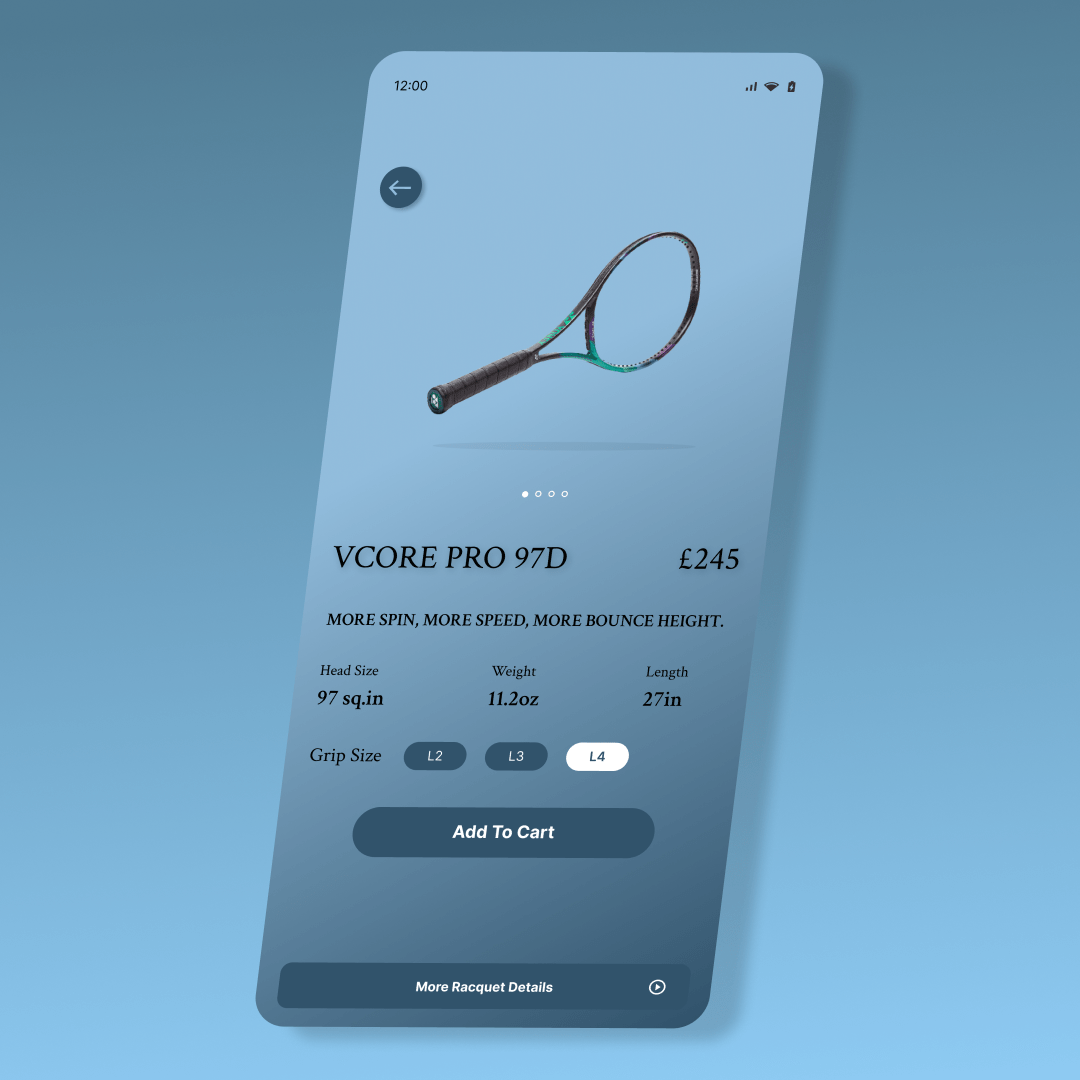 12:00
VCORE PRO 97D £245
MORE SPIN, MORE SPEED, MORE BOUNCE HEIGHT.
Head Size Weight Length
97 sq.in 11.2oz 27in
Grip Size L2 L3 L4
Add To Cart
More Racquet Details